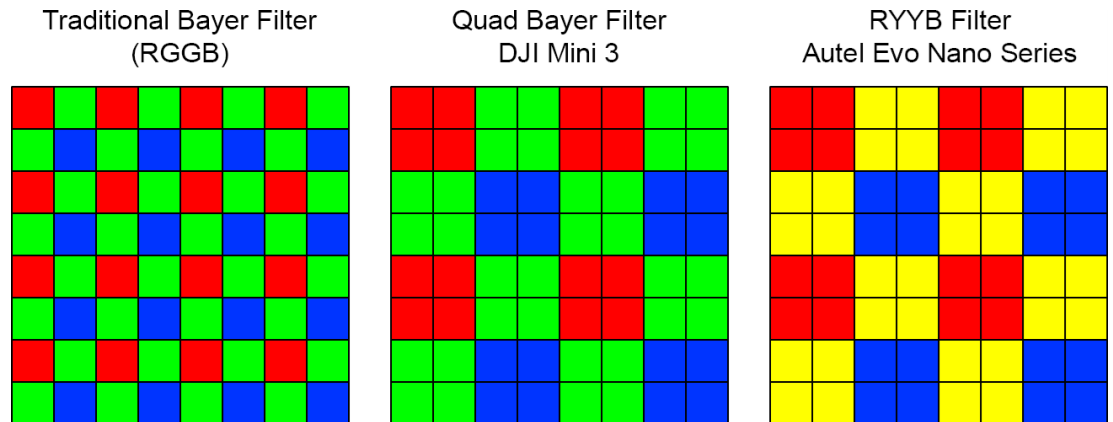 Traditional Bayer Filter
(RGGB)
Quad Bayer Filter
DJI Mini 3
RYYB Filter
Autel Evo Nano Series